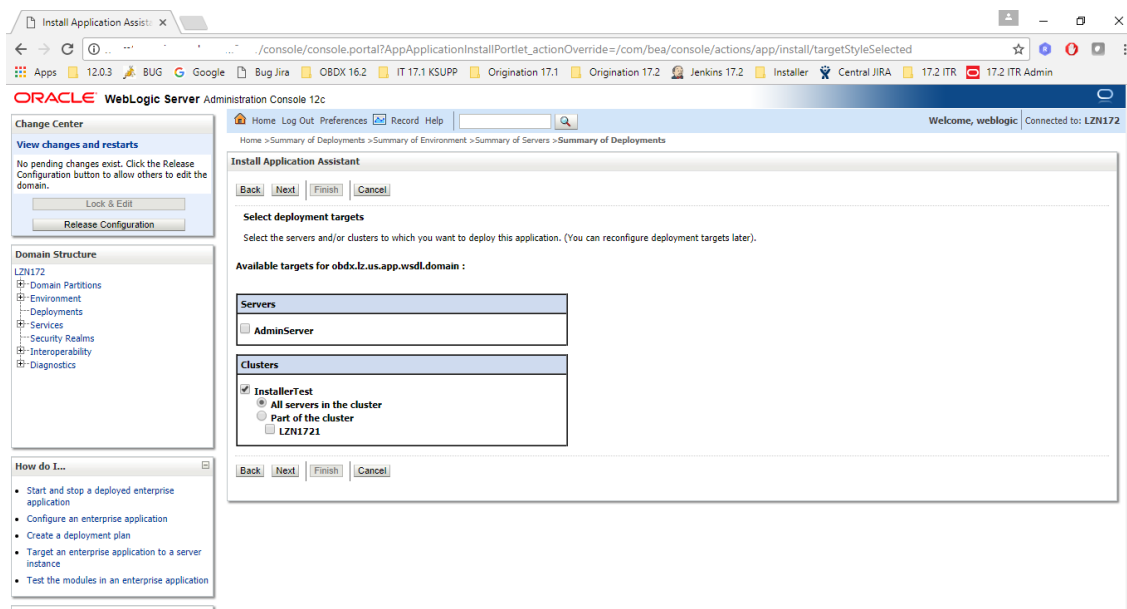 Install Application Assista
/console/console.portal?AppApplicationInstallPortlet_actionOverride=/com/bea/console/actions/app/install/targetStyleSelected
Apps 12.0.3 BUG Google Bug Jira OBDX 16.2 IT 17.1 KSUPP Origination 17.1 Origination 17.2 Jenkins 17.2 Installer Central JIRA 17.2 ITR 17.2 ITR Admin
ORACLE WebLogic Server Administration Console 12c
Change Center
View changes and restarts
No pending changes exist. Click the Release
Configuration button to allow others to edit the
domain.
Lock & Edit
Release Configuration
Domain Structure
LZN172
Domain Partitions
Environment
Deployments
Services
Security Realms
Interoperability
Diagnostics
How do I...
Start and stop a deployed enterprise
application
Configure an enterprise application
Create a deployment plan
Target an enterprise application to a server
instance
Test the modules in an enterprise application
Home Log Out Preferences Record Help
Welcome, weblogic Connected to: LZN172
Home >Summary of Deployments >Summary of Environment >Summary of Servers >Summary of Deployments
Install Application Assistant
Back Next Finish Cancel
Select deployment targets
Select the servers and/or clusters to which you want to deploy this application. (You can reconfigure deployment targets later).
Available targets for obdx.lz.us.app.wsdl.domain :
Servers
AdminServer
Clusters
InstallerTest
All servers in the cluster
Part of the cluster
LZN1721
Back Next Finish Cancel